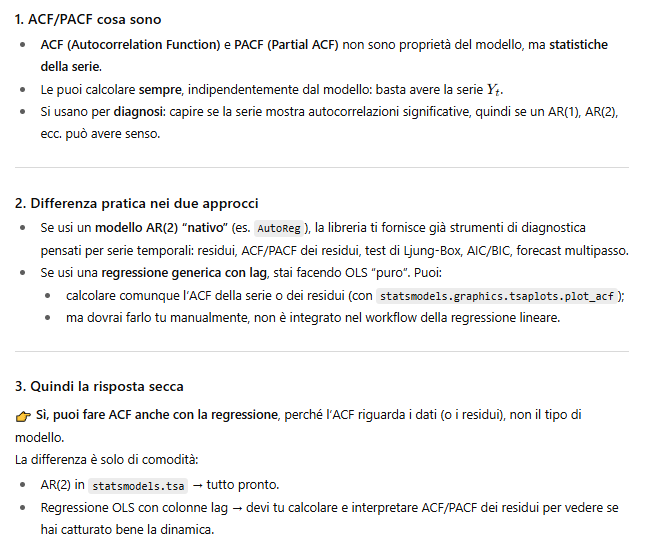 1. ACF/PACF cosa sono
• ACF (Autocorrelation Function) e PACF (Partial ACF) non sono proprietà del modello, ma statistiche
della serie.
• Le puoi calcolare sempre, indipendentemente dal modello: basta avere la serie Yₜ.
• Si usano per diagnosi: capire se la serie mostra autocorrelazioni significative, quindi se un AR(1), AR(2),
ecc. può avere senso.
2. Differenza pratica nei due approcci
• Se usi un modello AR(2) “nativo” (es. AutoReg), la libreria ti fornisce già strumenti di diagnostica
pensati per serie temporali: residui, ACF/PACF dei residui, test di Ljung-Box, AIC/BIC, forecast multipasso.
• Se usi una regressione generica con lag, stai facendo OLS “puro”. Puoi:
• calcolare comunque l’ACF della serie o dei residui (con statsmodels.graphics.tsaplots.plot_acf);
• ma dovrai farlo tu manualmente, non è integrato nel workflow della regressione lineare.
3. Quindi la risposta secca
👉 Sì, puoi fare ACF anche con la regressione, perché l’ACF riguarda i dati (o i residui), non il tipo di
modello.
La differenza è solo di comodità:
• AR(2) in statsmodels.tsa → tutto pronto.
• Regressione OLS con colonne lag → devi tu calcolare e interpretare ACF/PACF dei residui per vedere se
hai catturato bene la dinamica.